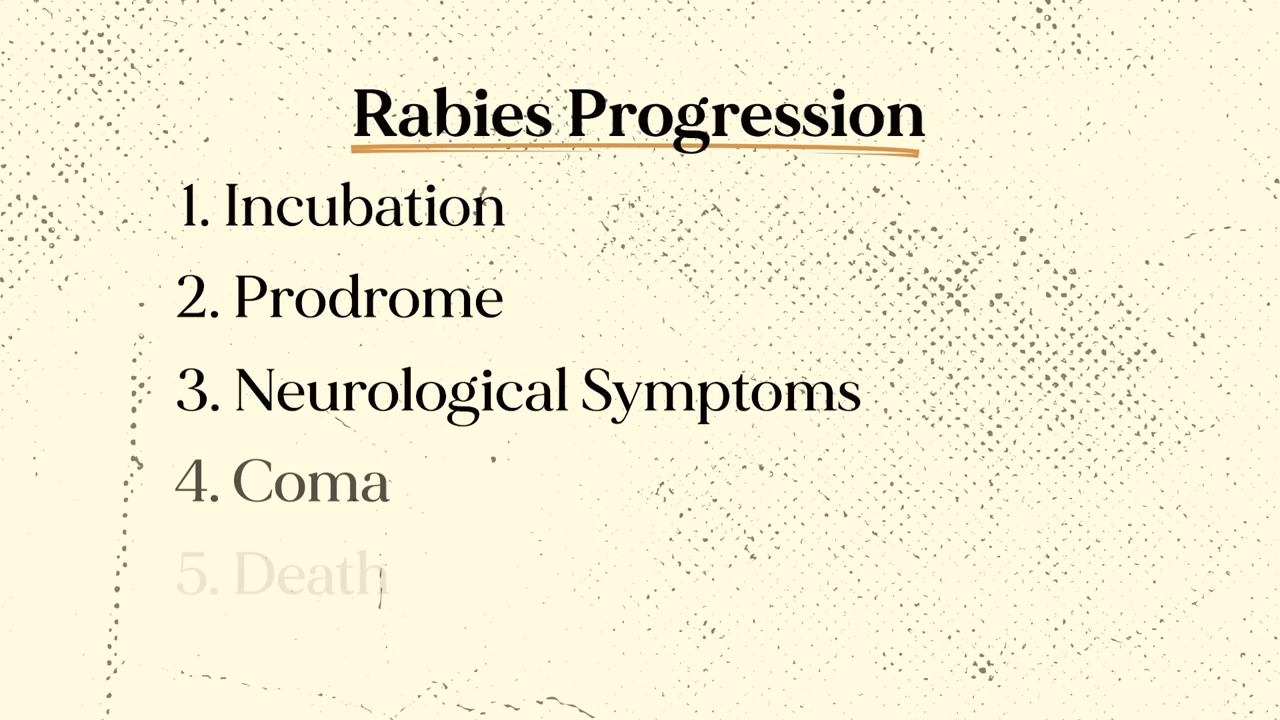 Rabies Progression
1. Incubation
2. Prodrome
3. Neurological Symptoms
4. Coma
5. Death